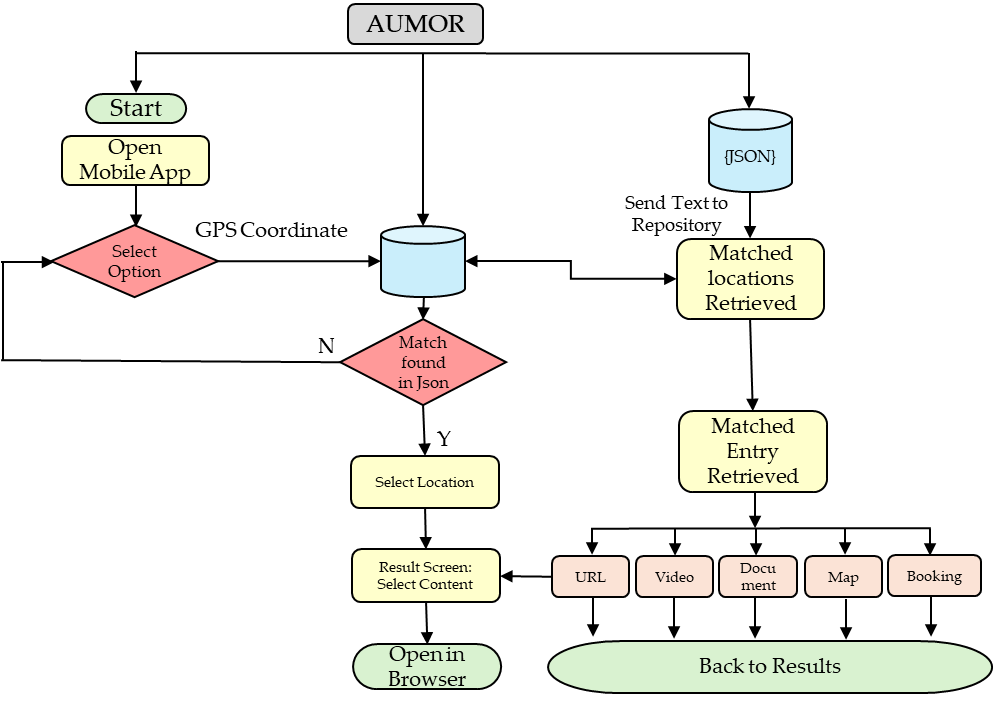 AUMOR
Start
Open
Mobile App
Select
Option
GPS Coordinate
{JSON}
Send Text to
Repository
Matched
locations
Retrieved
N
Match
found
in Json
Y
Matched
Entry
Retrieved
Select Location
Result Screen:
Select Content
URL
Video
Docu
ment
Map
Booking
Open in
Browser
Back to Results